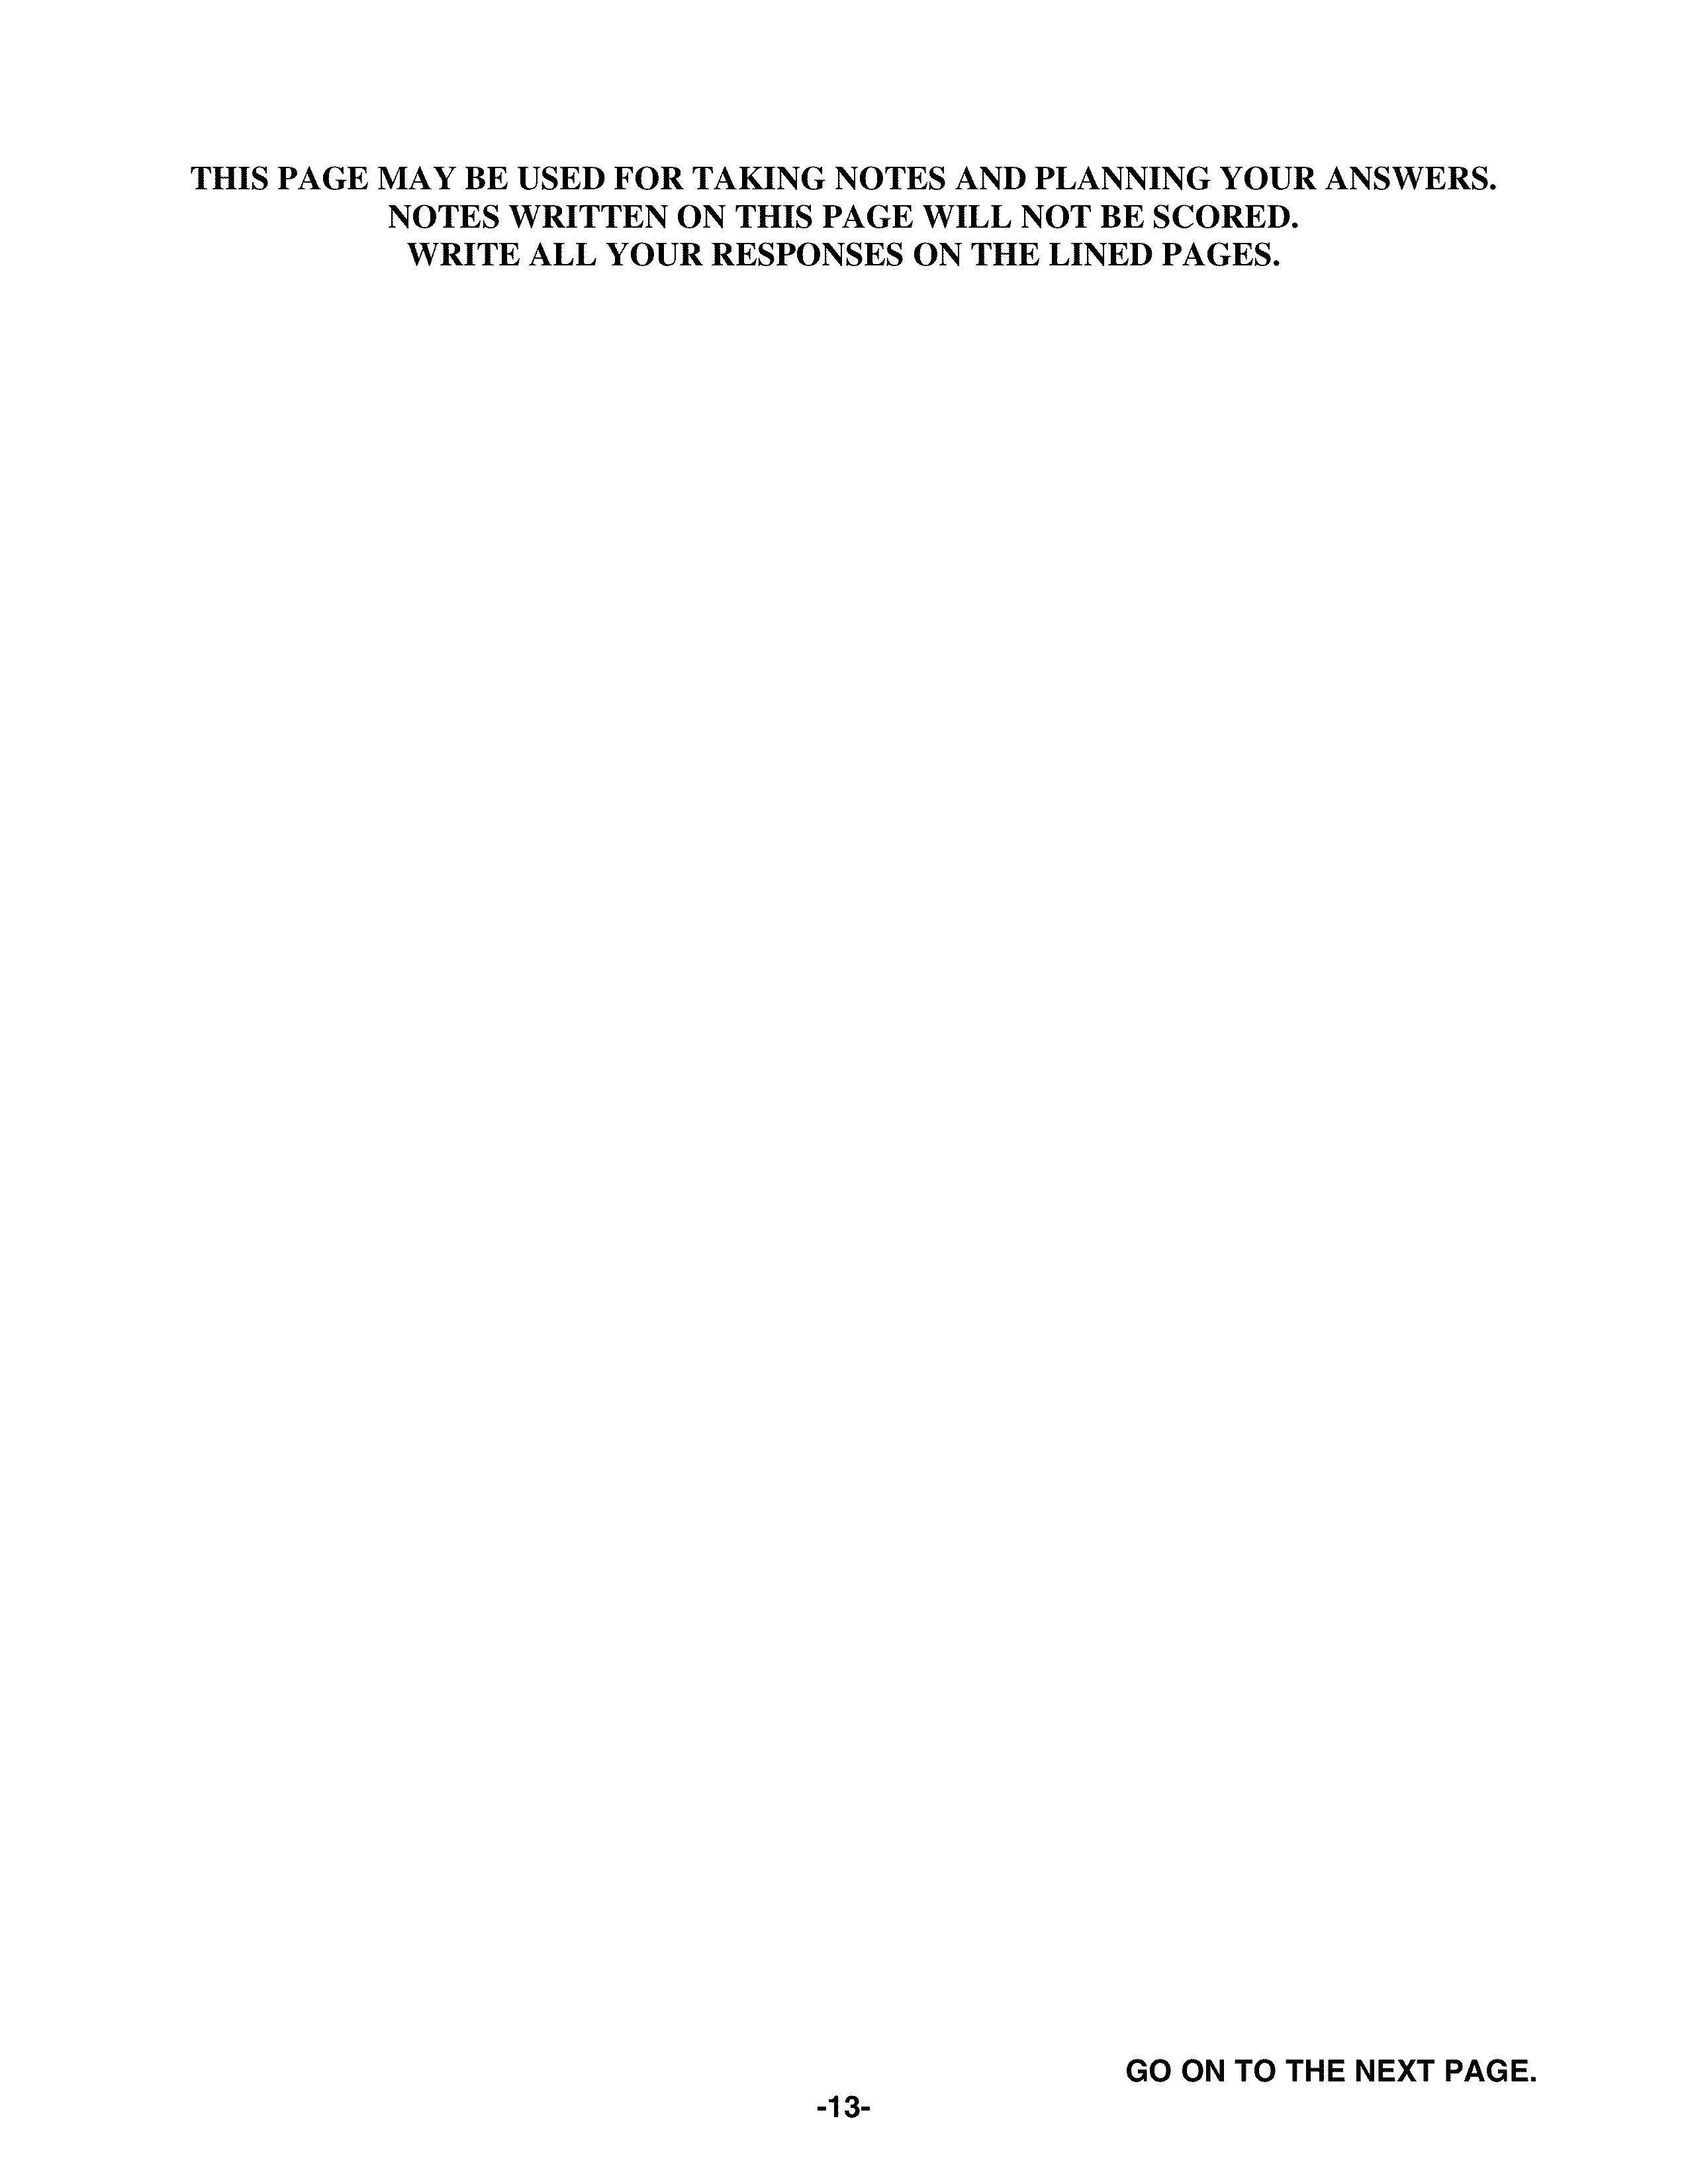 THIS PAGE MAY BE USED FOR TAKING NOTES AND PLANNING YOUR ANSWERS.
NOTES WRITTEN ON THIS PAGE WILL NOT BE SCORED.
WRITE ALL YOUR RESPONSES ON THE LINED PAGES.
GO ON TO THE NEXT PAGE.
-13-